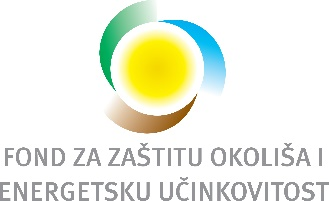 FOND ZA ZAŠTITU OKOLIŠA I
ENERGETSKU UČINKOVITOST